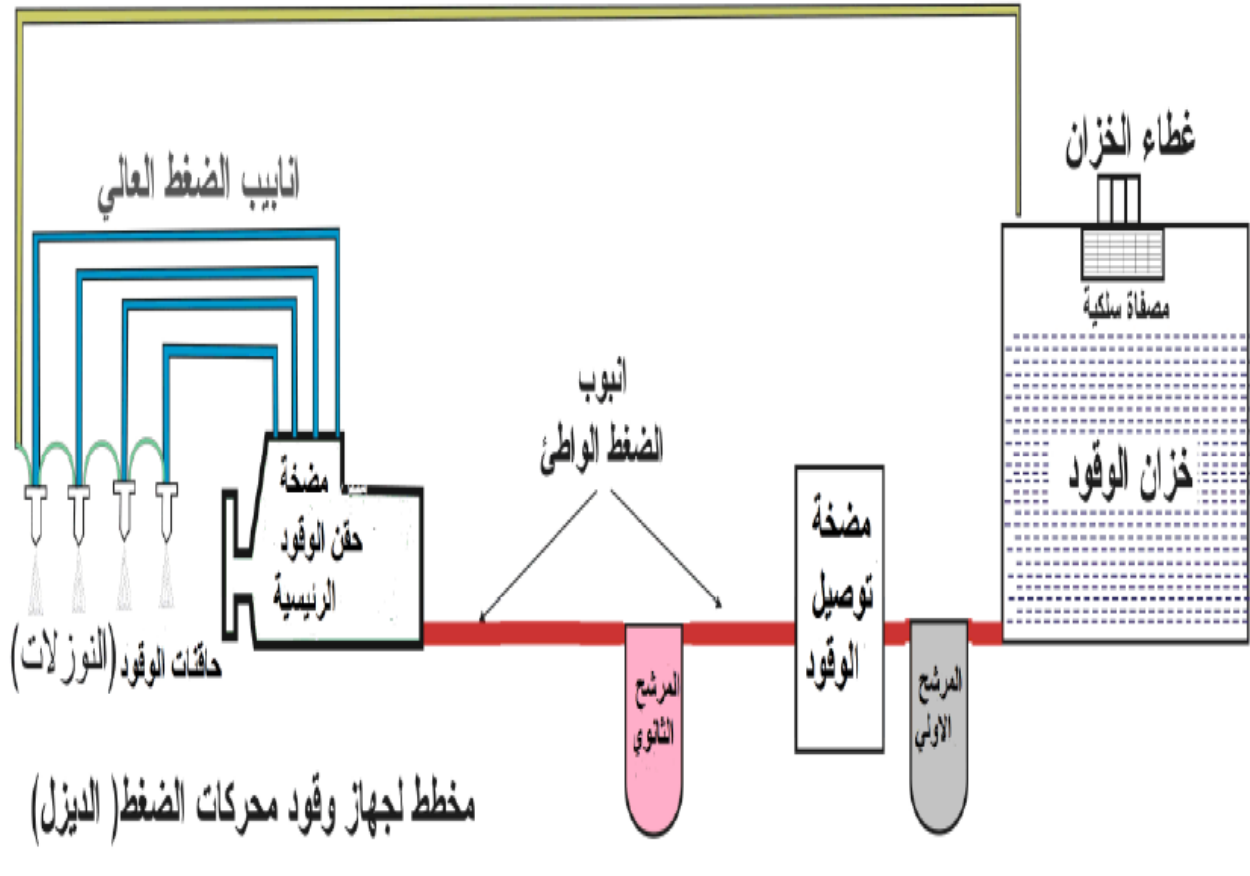 غطاء الخزان
انابيب الضغط العالي
مصفاة سلكية
انبوب
الضغط الواطئ
خزان الوقود
مضخة
حقن الوقود
الرئيسية
مضخة
توصيل
الوقود
حاقنات الوقود (النوزلات)
المرشح
الثانوي
المرشح
الاولي
مخطط لجهاز وقود محركات الضغط( الديزل)